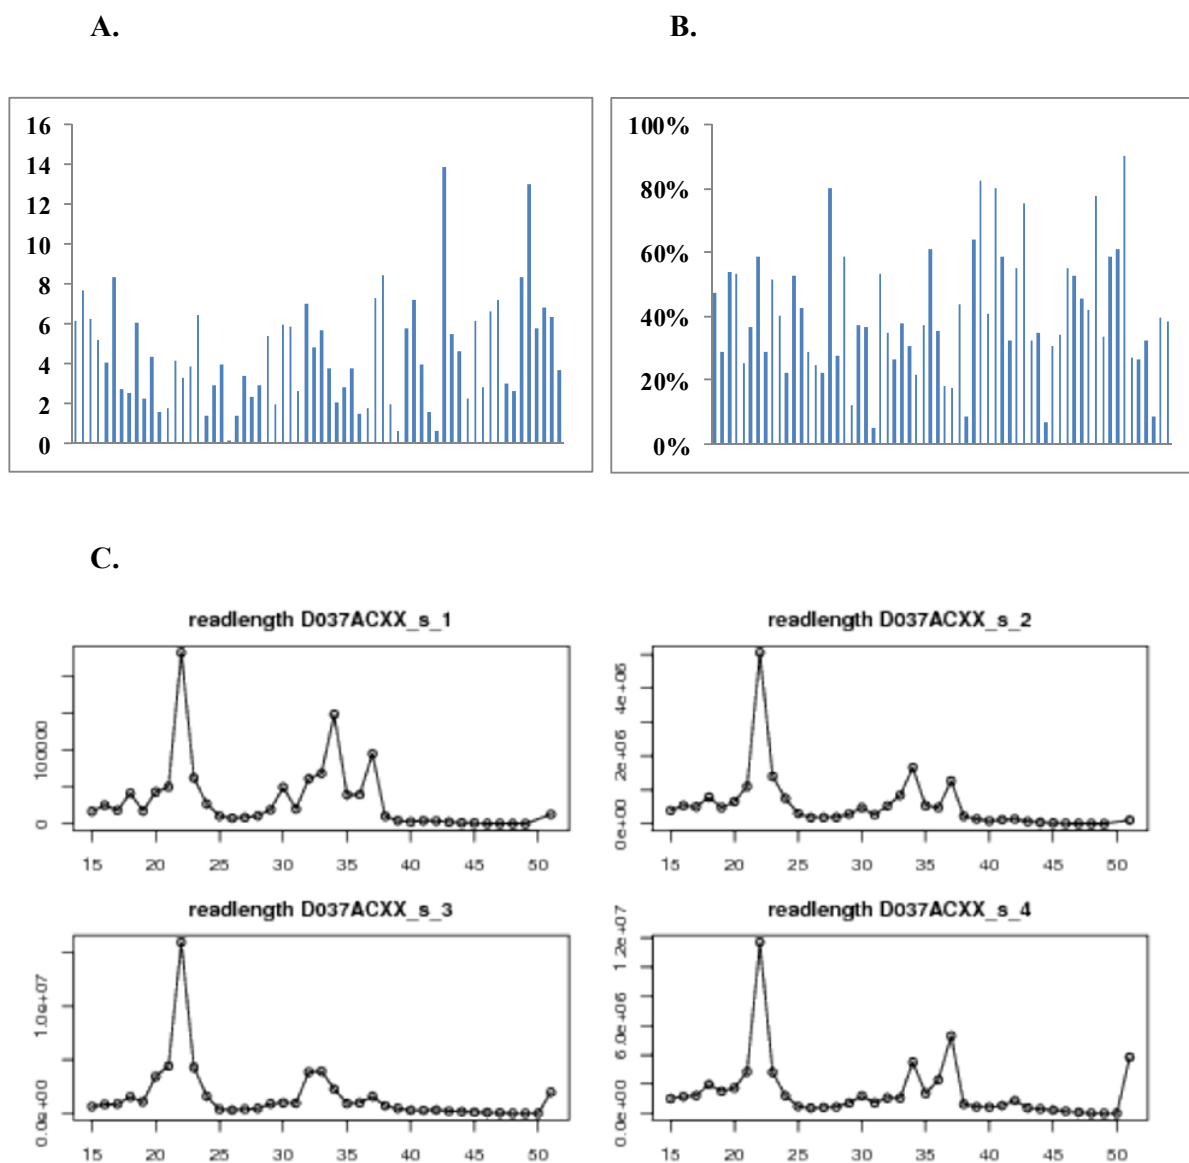 A. B.
16 100%
14
12 80%
10
8 60%
6 40%
4
2 20%
0 0%
C.
readlength D037ACXX_s_1 readlength D037ACXX_s_2
100000
0
15 20 25 30 35 40 45 50
4e+06
2e+06
0e+00
15 20 25 30 35 40 45 50
readlength D037ACXX_s_3 readlength D037ACXX_s_4
1.0e+07
0.0e+00
15 20 25 30 35 40 45 50
1.2e+07
6.0e+06
0.0e+00
15 20 25 30 35 40 45 50